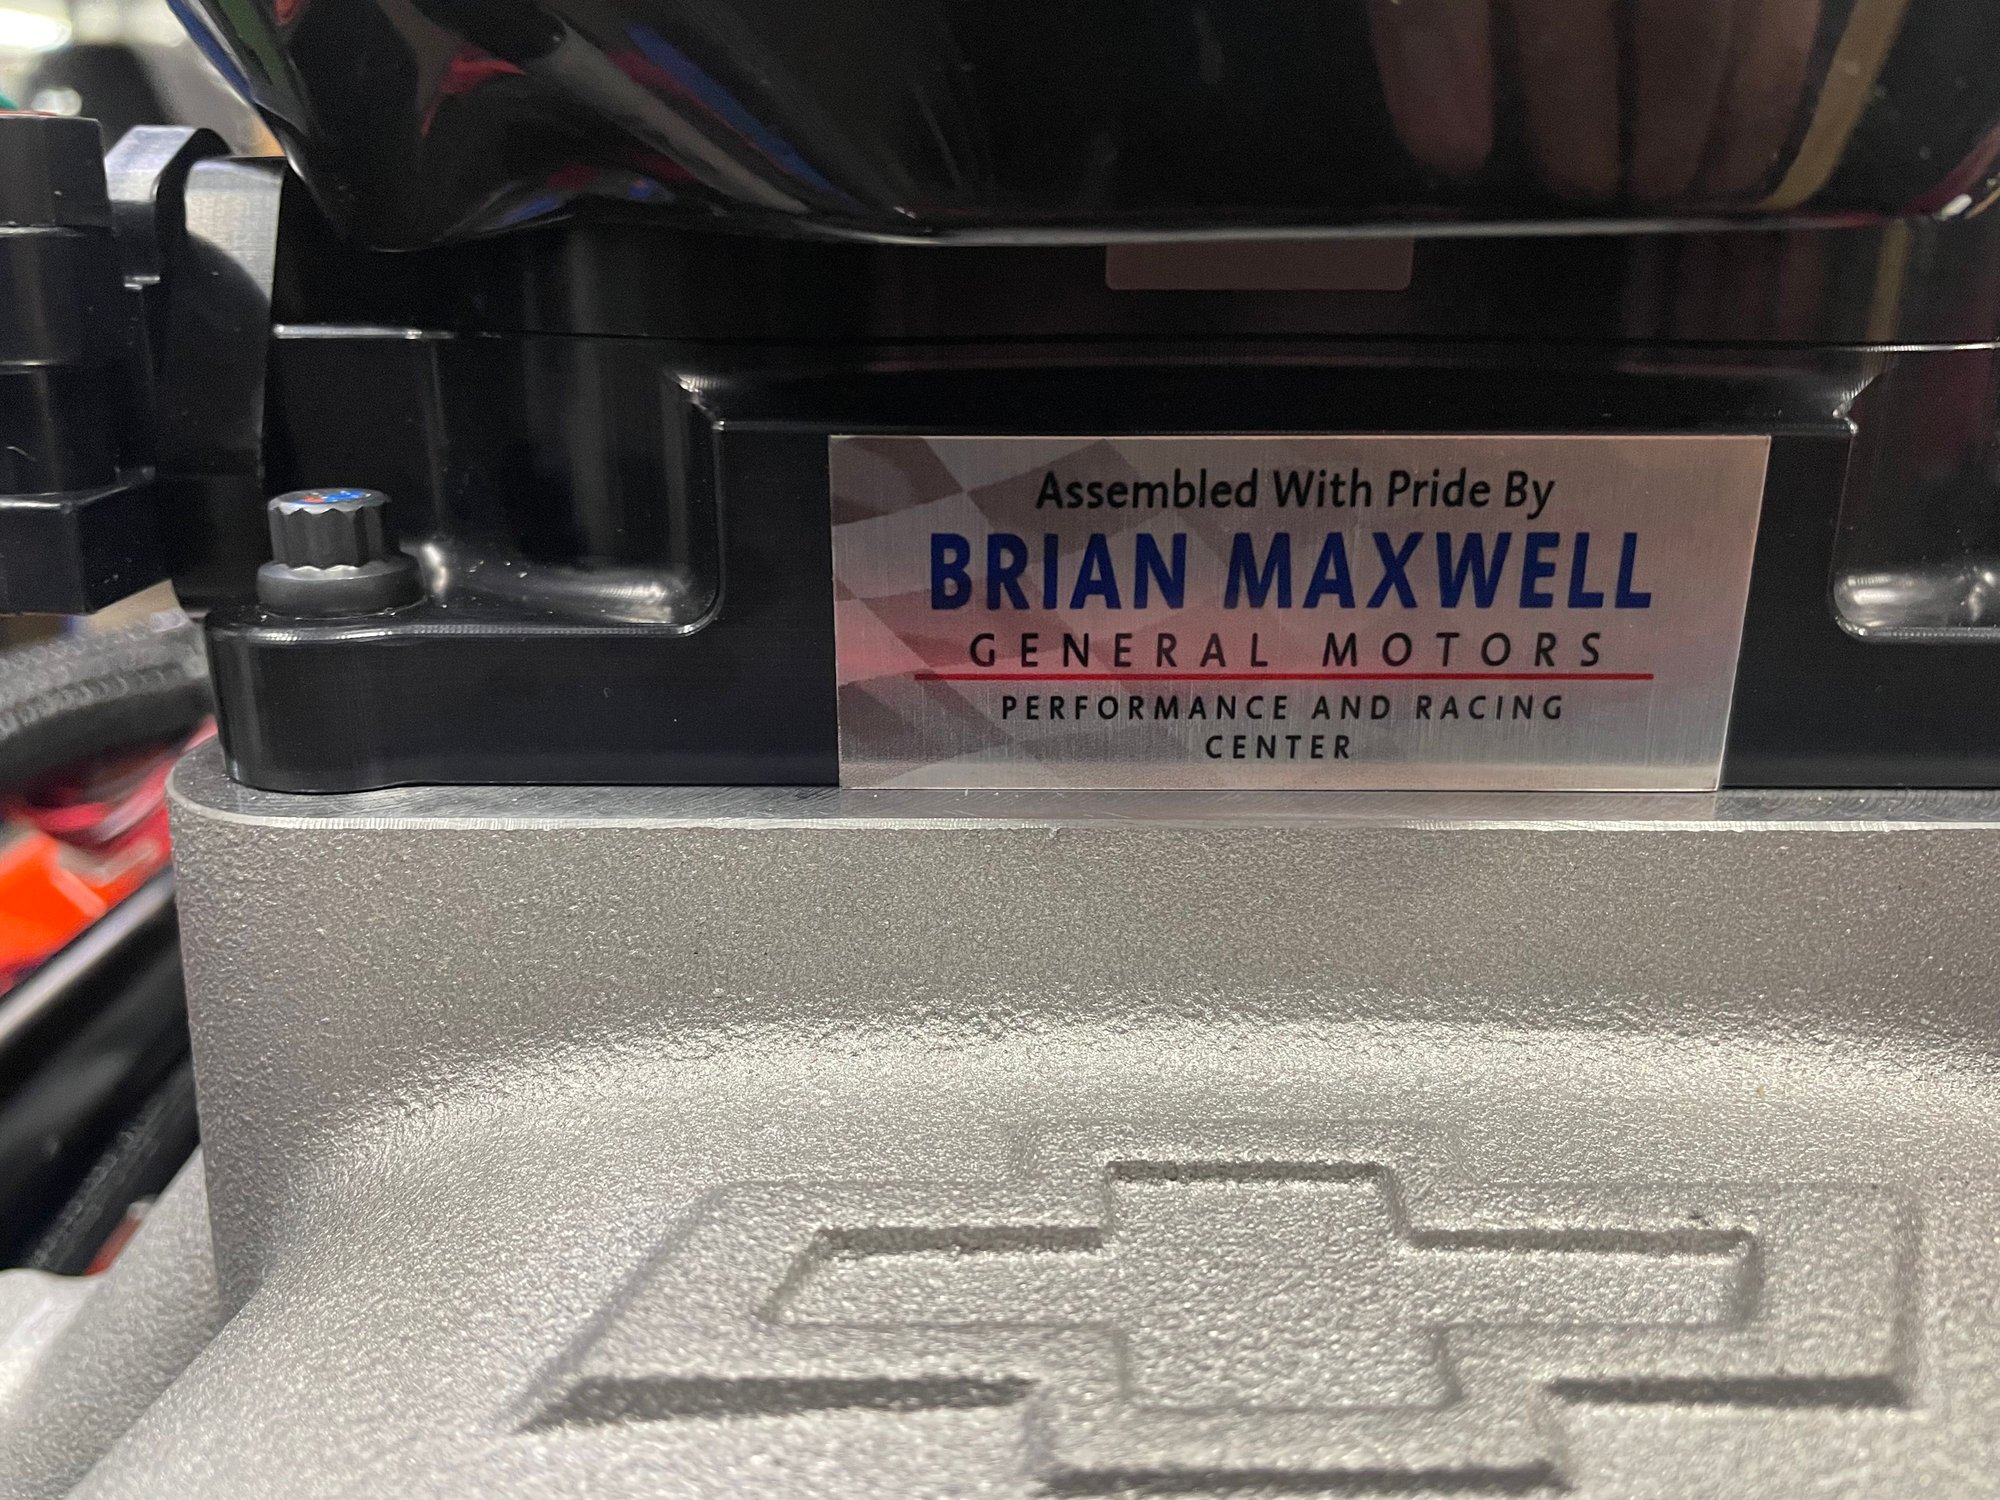 Assembled With Pride By
BRIAN MAXWELL
GENERAL MOTORS
PERFORMANCE AND RACING
CENTER